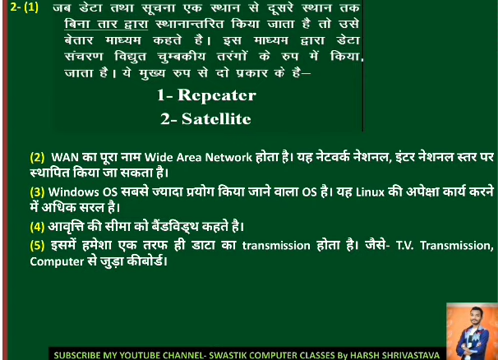 2- (1) जब डेटा तथा सूचना एक स्थान से दूसरे स्थान तक
बिना तार द्वारा स्थानान्तरित किया जाता है तो उसे
बेतार माध्यम कहते है। इस माध्यम द्वारा डेटा
संचरण विद्युत चुम्बकीय तरंगों के रुप में किया,
जाता है। ये मुख्य रुप से दो प्रकार के है—
1- Repeater
2- Satellite
(2) WAN का पूरा नाम Wide Area Network होता है। यह नेटवर्क नेशनल, इंटर नेशनल स्तर पर
स्थापित किया जा सकता है।
(3) Windows OS सबसे ज्यादा प्रयोग किया जाने वाला OS है। यह Linux की अपेक्षा कार्य करने
में अधिक सरल है।
(4) आवृत्ति की सीमा को बैंडविड्थ कहते है।
(5) इसमें हमेशा एक तरफ ही डाटा का transmission होता है। जैसे- T.V. Transmission,
Computer से जुड़ा कीबोर्ड।
SUBSCRIBE MY YOUTUBE CHANNEL- SWASTIK COMPUTER CLASSES By HARSH SHRIVASTAVA